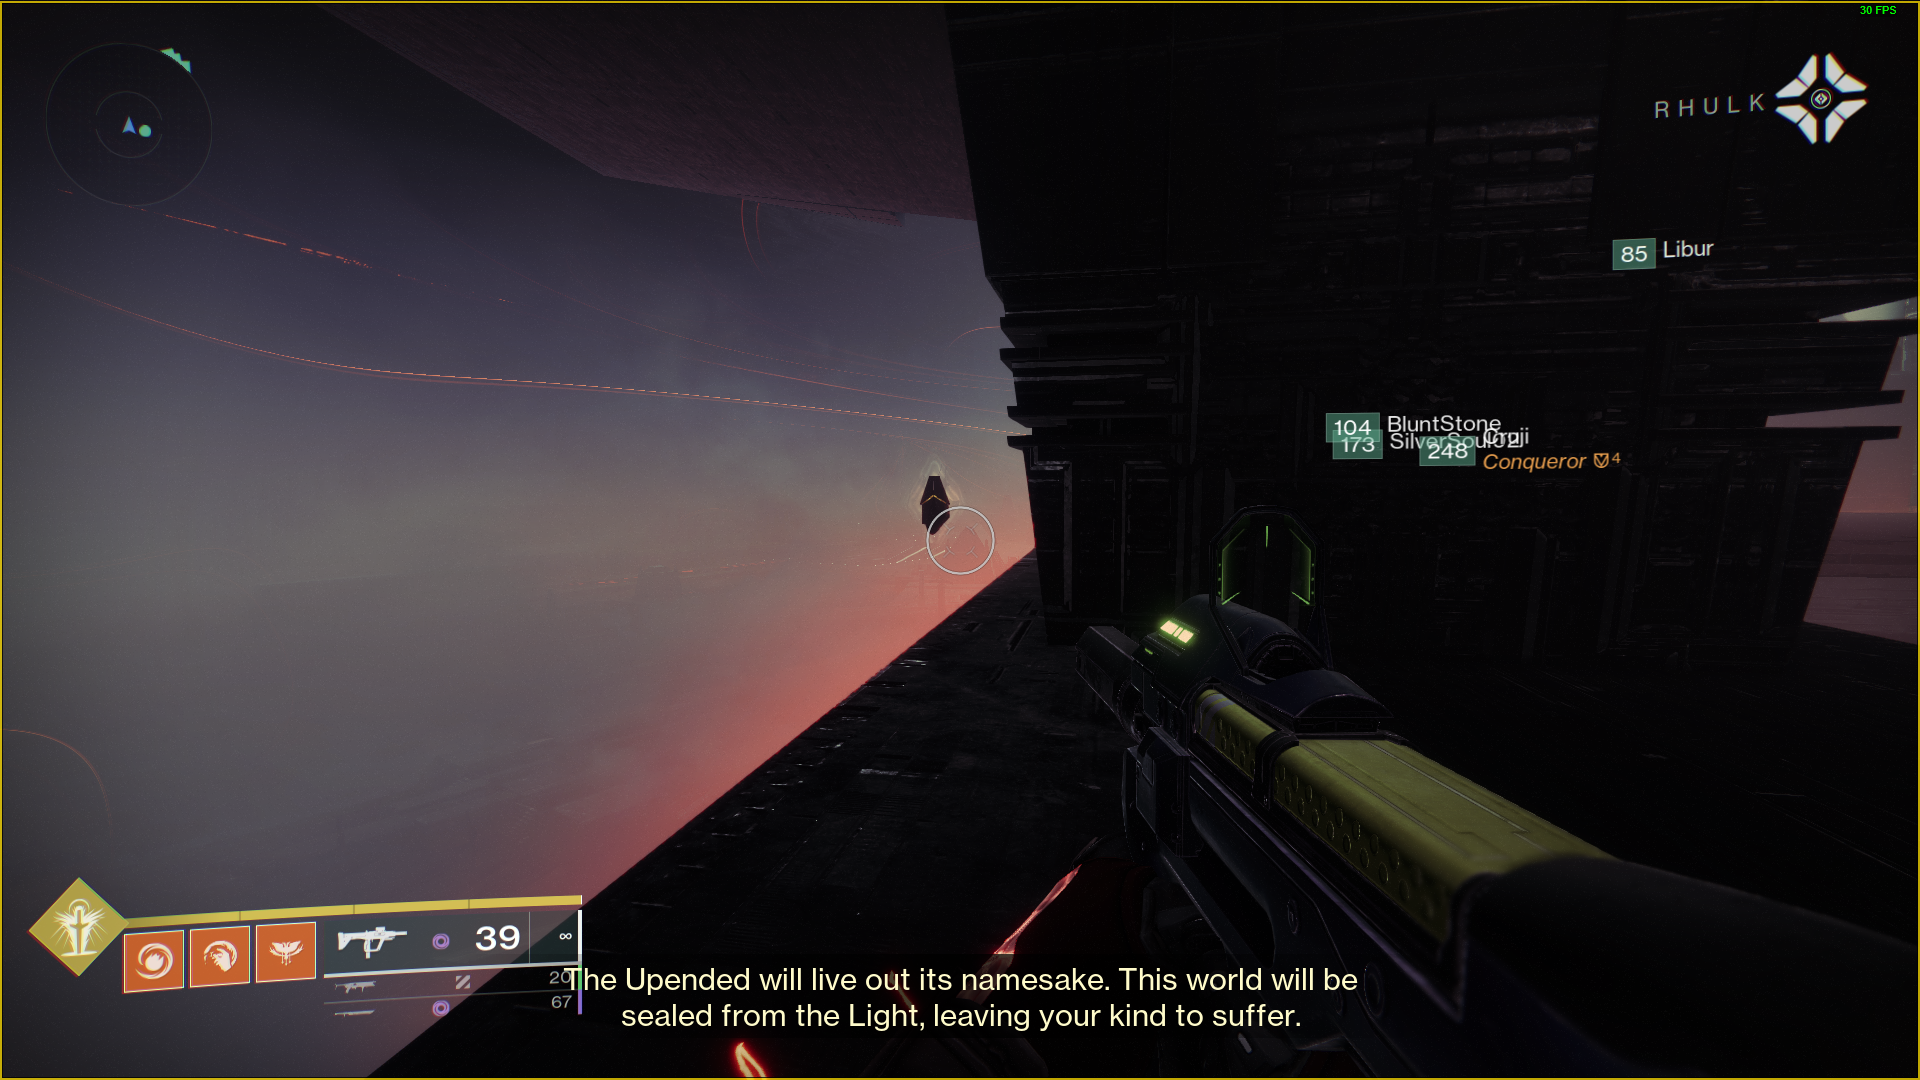 30 FPS
RHULK
85 Libur
104 BluntStone
173
248
Conqueror 4
39 ∞
20
67
The Upended will live out its namesake. This world will be
sealed from the Light, leaving your kind to suffer.